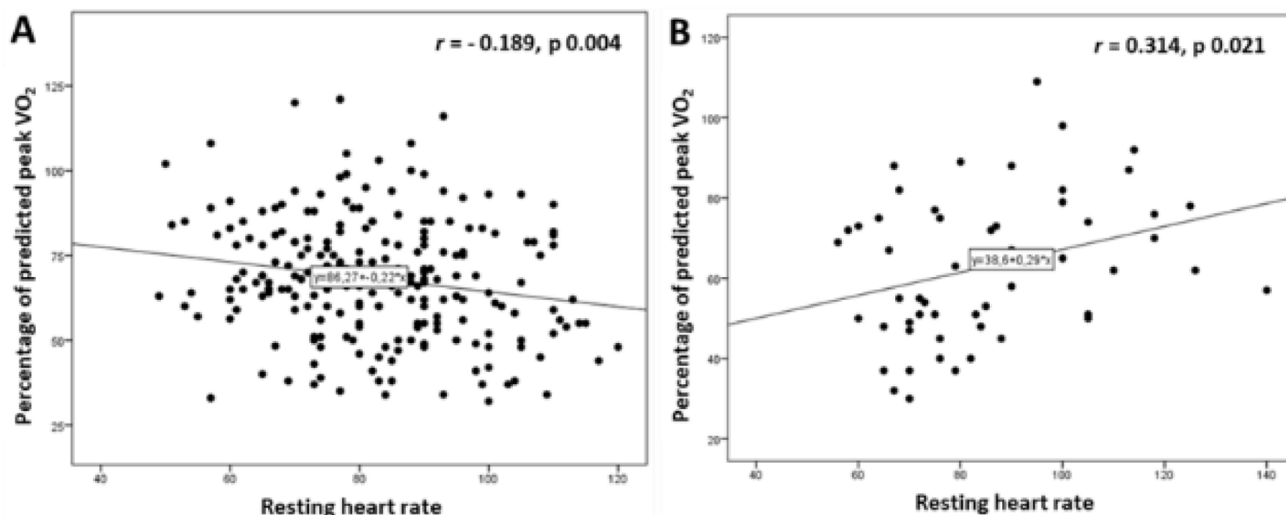 A
r = - 0.189, p 0.004
Percentage of predicted peak VO₂
125
100
75
50
25
y=86,27+-0,22*x
40
60
80
100
120
Resting heart rate
B
r = 0.314, p 0.021
Percentage of predicted peak VO₂
120
100
80
60
40
20
y=38,6+0,29*x
40
60
80
100
120
140
Resting heart rate